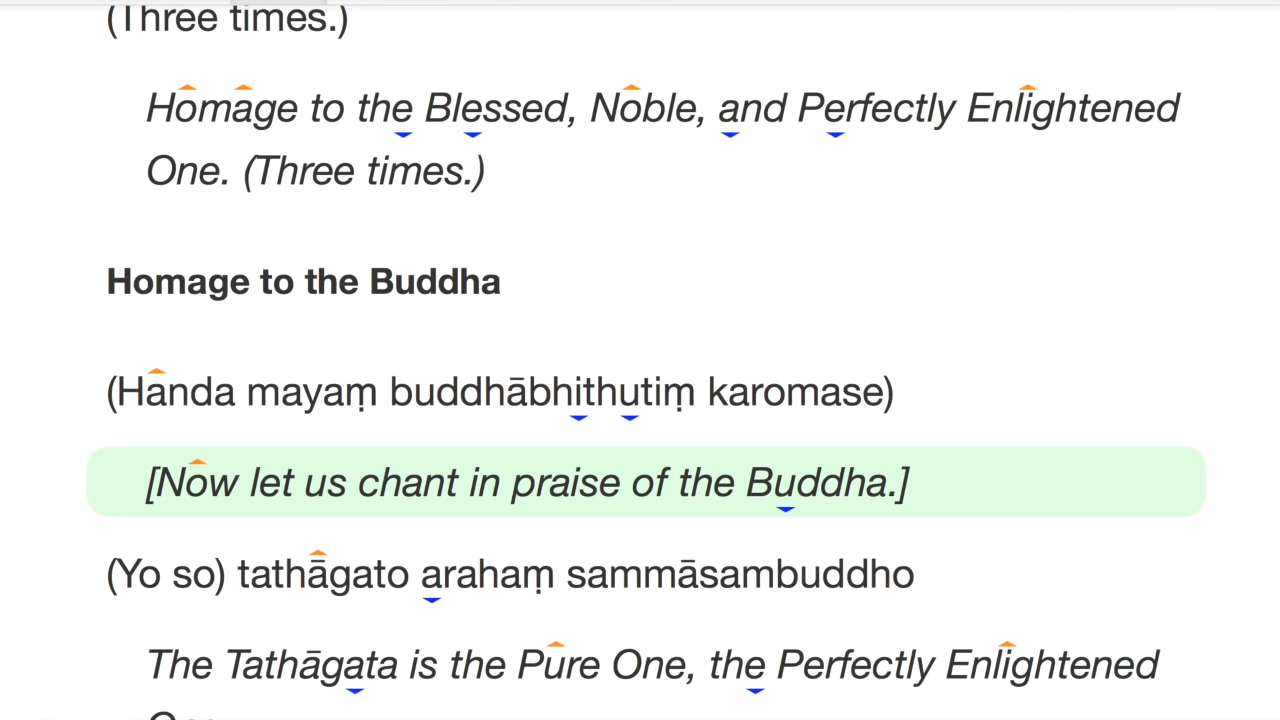 (Three times.)
Homage to the Blessed, Noble, and Perfectly Enlightened
One. (Three times.)
Homage to the Buddha
(Handa mayaṃ buddhābhithutiṃ karomase)
[Now let us chant in praise of the Buddha.]
(Yo so) tathāgato arahaṃ sammāsambuddho
The Tathāgata is the Pure One, the Perfectly Enlightened